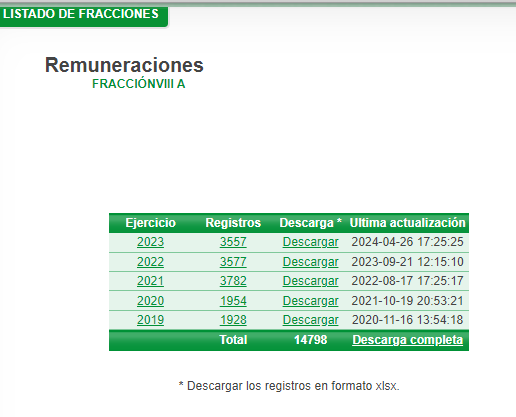 LISTADO DE FRACCIONES
Remuneraciones
FRACCIÓNVIII A
Ejercicio Registros Descarga * Ultima actualización
2023 3557 Descargar 2024-04-26 17:25:25
2022 3577 Descargar 2023-09-21 12:15:10
2021 3782 Descargar 2022-08-17 17:25:17
2020 1954 Descargar 2021-10-19 20:53:21
2019 1928 Descargar 2020-11-16 13:54:18
Total 14798 Descarga completa
* Descargar los registros en formato xlsx.